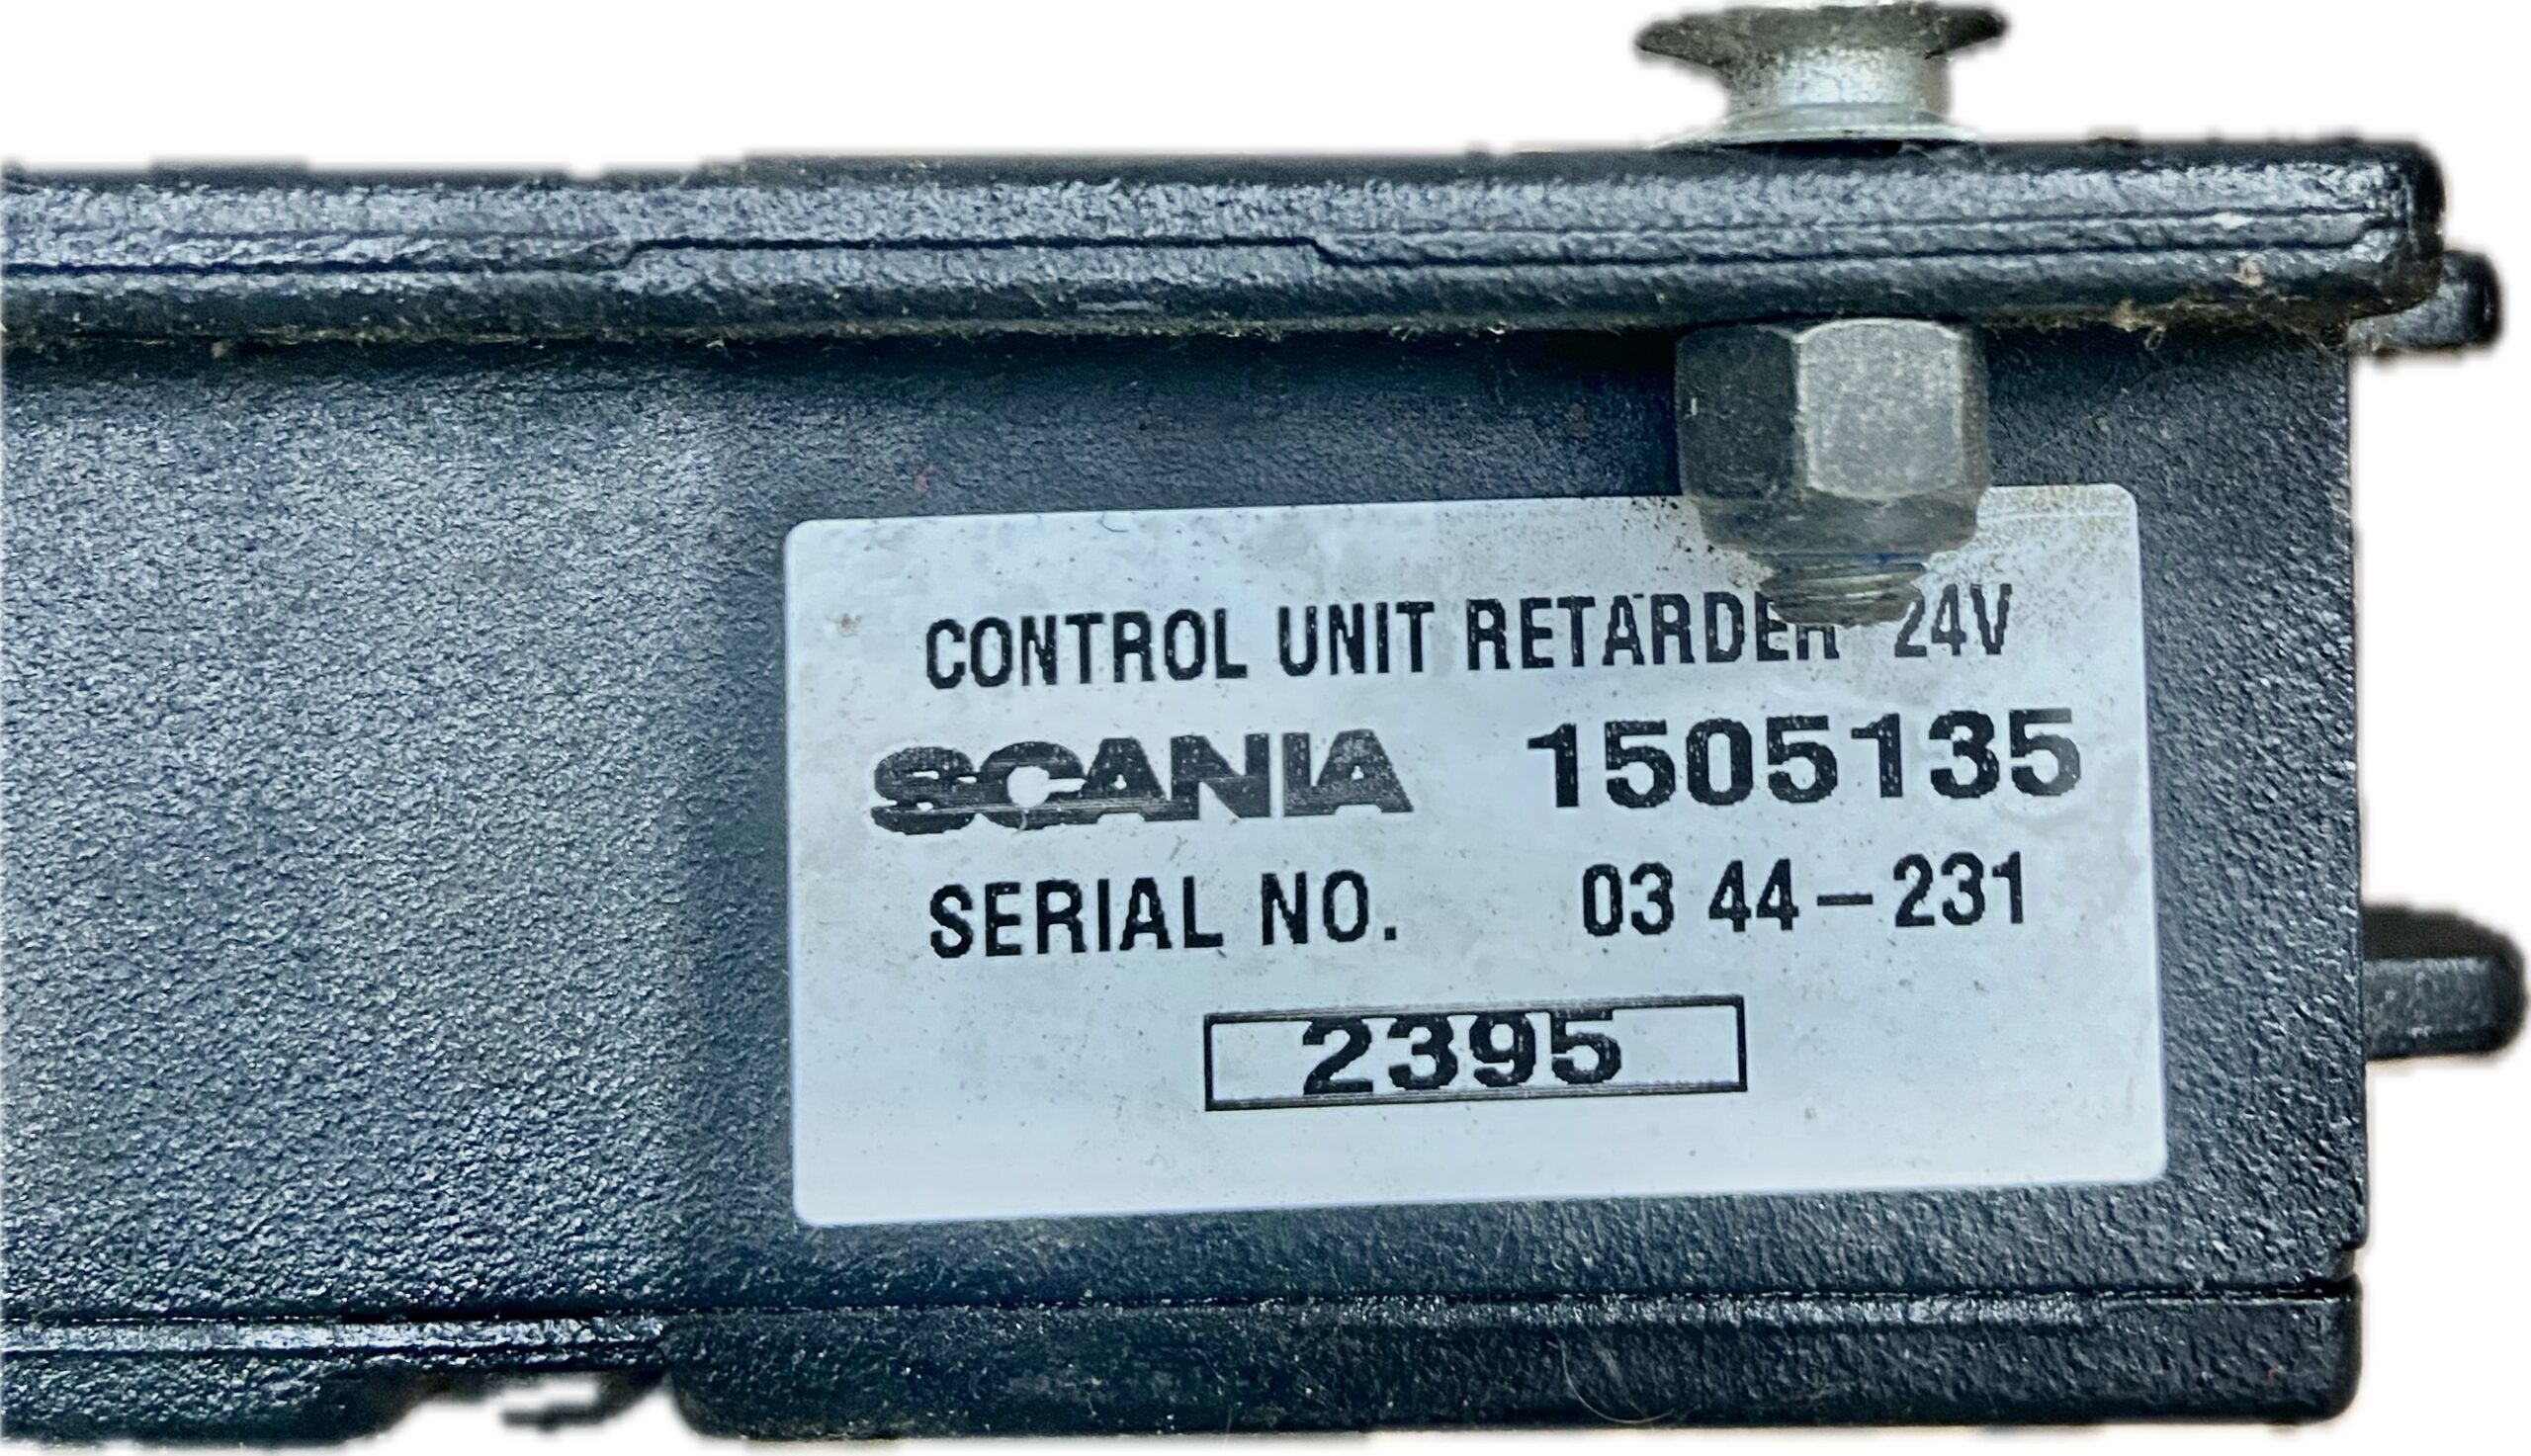 CONTROL UNIT RETARDER 24V
SCANIA 1505135
SERIAL NO. 03 44-231
2395